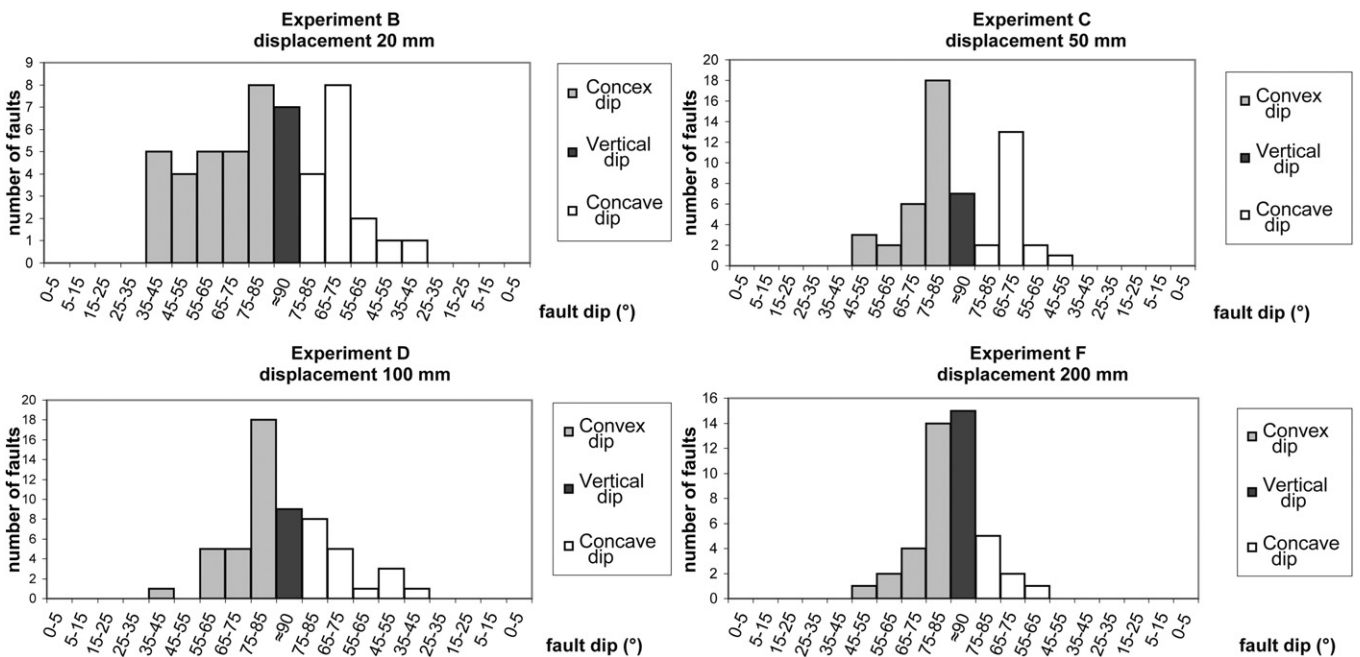 Experiment B
displacement 20 mm
number of faults
9
8
7
6
5
4
3
2
1
0
0-5
5-15
15-25
25-35
35-45
45-55
55-65
65-75
75-85
≈90
75-85
65-75
55-65
45-55
35-45
25-35
15-25
5-15
0-5
fault dip (°)
Concex
dip
Vertical
dip
Concave
dip
Experiment C
displacement 50 mm
number of faults
20
18
16
14
12
10
8
6
4
2
0
0-5
5-15
15-25
25-35
45-55
55-65
65-75
75-85
≈90
75-85
65-75
55-65
45-55
35-45
25-35
15-25
5-15
0-5
fault dip (°)
Convex
dip
Vertical
dip
Concave
dip
Experiment D
displacement 100 mm
number of faults
20
18
16
14
12
10
8
6
4
2
0
0-5
5-15
15-25
25-35
35-45
45-55
55-65
65-75
75-85
≈90
75-85
65-75
55-65
45-55
35-45
25-35
15-25
5-15
0-5
fault dip (°)
Convex
dip
Vertical
dip
Concave
dip
Experiment F
displacement 200 mm
number of faults
16
14
12
10
8
6
4
2
0
0-5
5-15
15-25
25-35
35-45
45-55
55-65
65-75
75-85
≈90
75-85
65-75
55-65
45-55
35-45
25-35
15-25
5-15
0-5
fault dip (°)
Convex
dip
Vertical
dip
Concave
dip